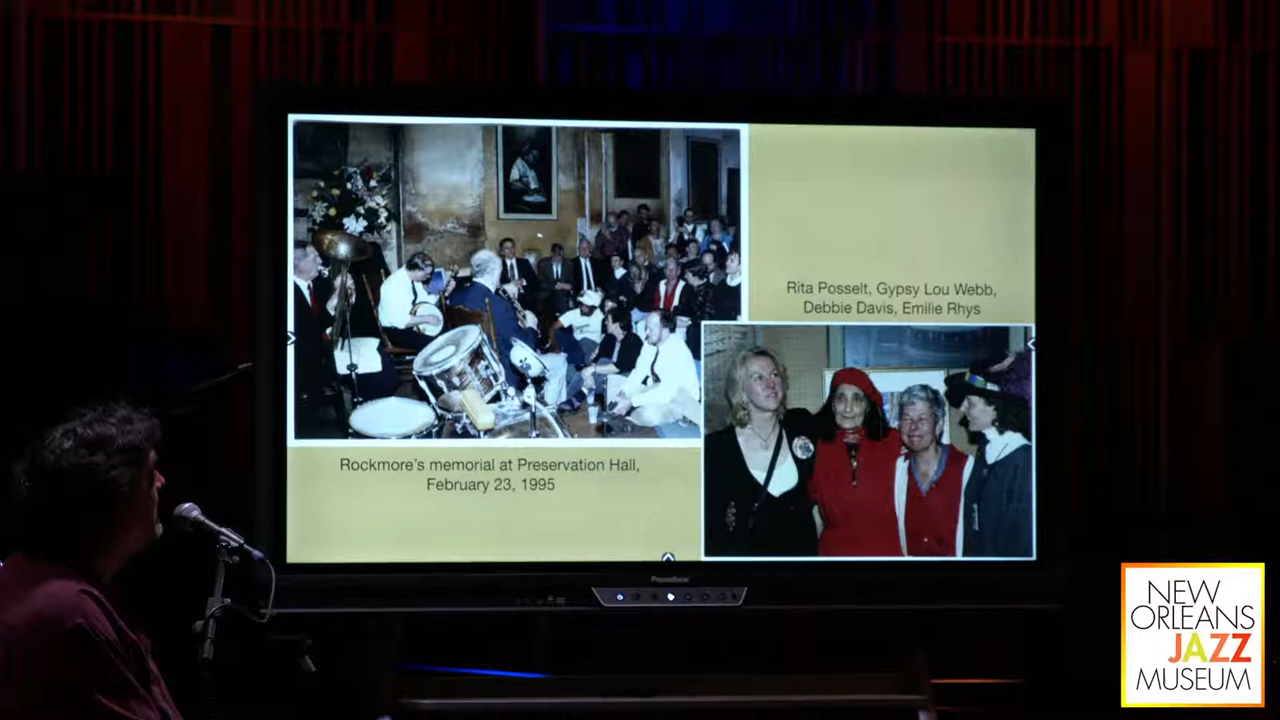 Rita Posselt, Gypsy Lou Webb,
Debbie Davis, Emilie Rhys
Rockmore's memorial at Preservation Hall,
February 23, 1995
NEW
ORLEANS
JAZZ
MUSEUM